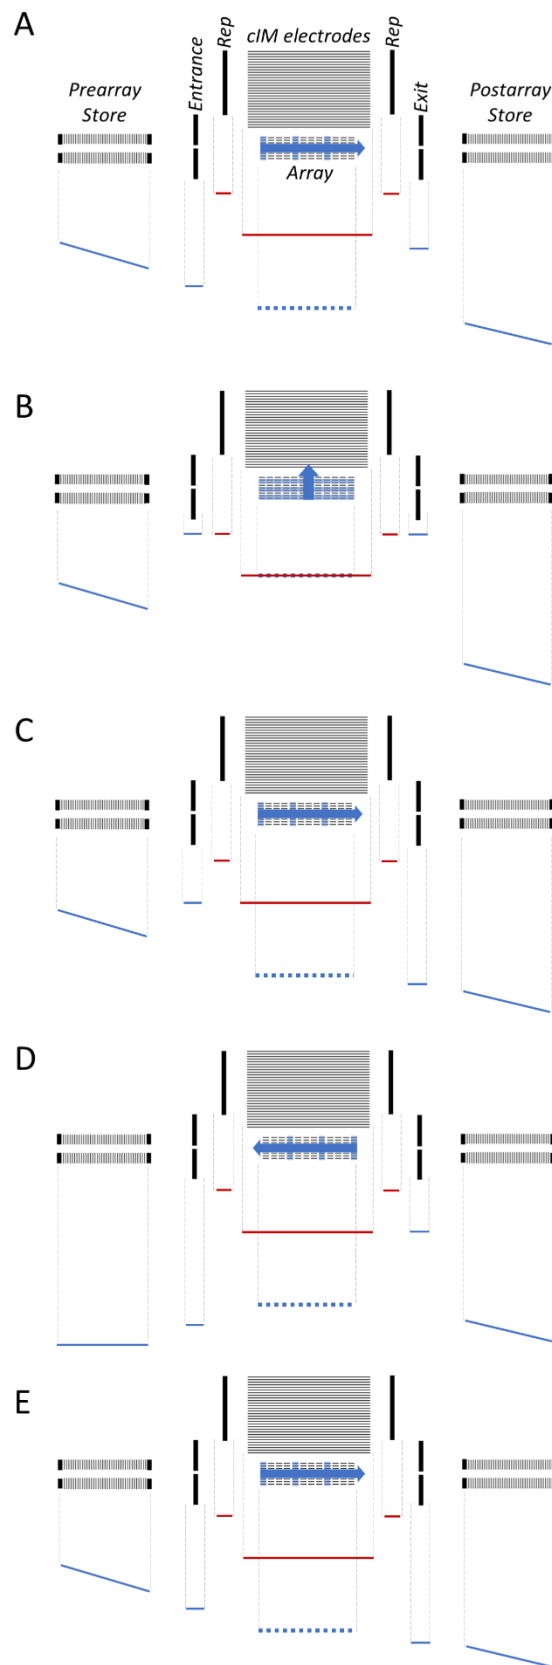 A
Prearray
Store
Entrance
Rep
cIM electrodes
Rep
Exit
Postarray
Store
Array
B
C
D
E